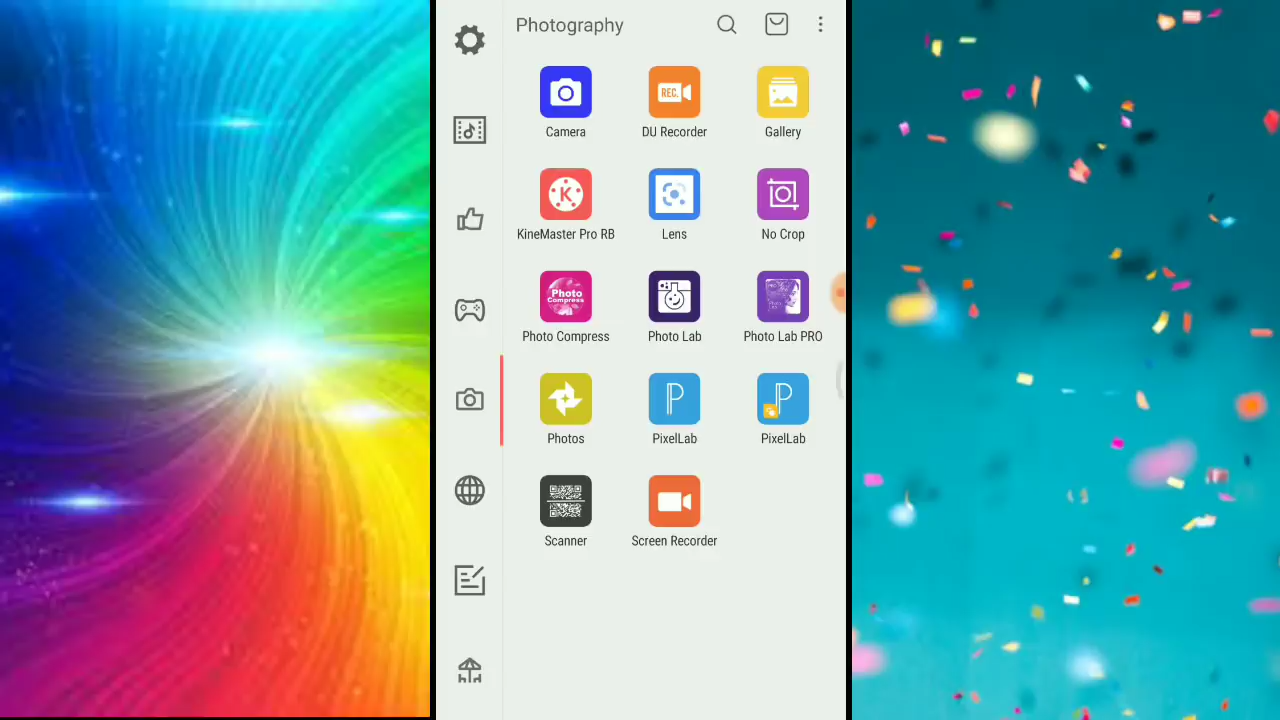 Photography
Camera
DU Recorder
Gallery
KineMaster Pro RB
Lens
No Crop
Photo Compress
Photo Lab
Photo Lab PRO
Photos
PixelLab
PixelLab
Scanner
Screen Recorder
REC.
K
Photo
Compress
P
P